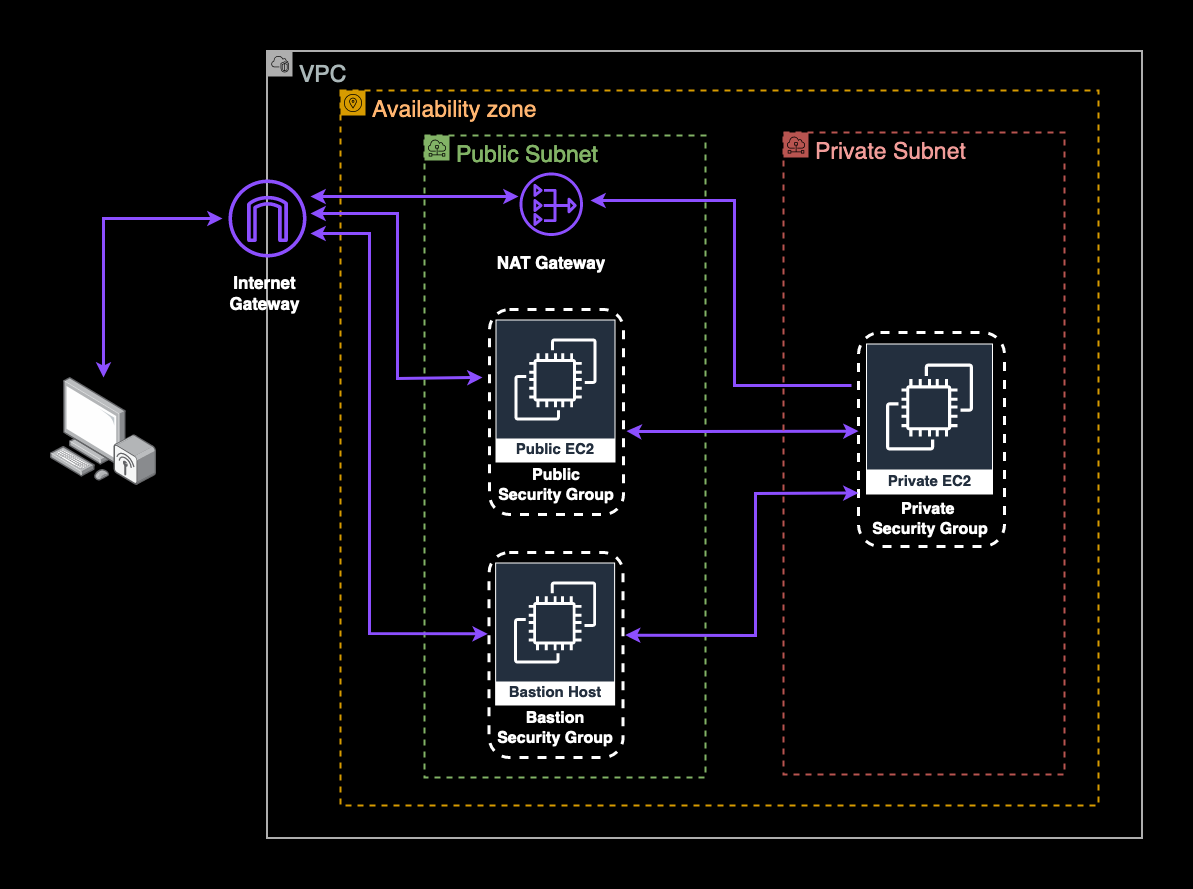 VPC
Availability zone
Public Subnet
Private Subnet
NAT Gateway
Internet
Gateway
Public EC2
Public
Security Group
Private EC2
Private
Security Group
Bastion Host
Bastion
Security Group